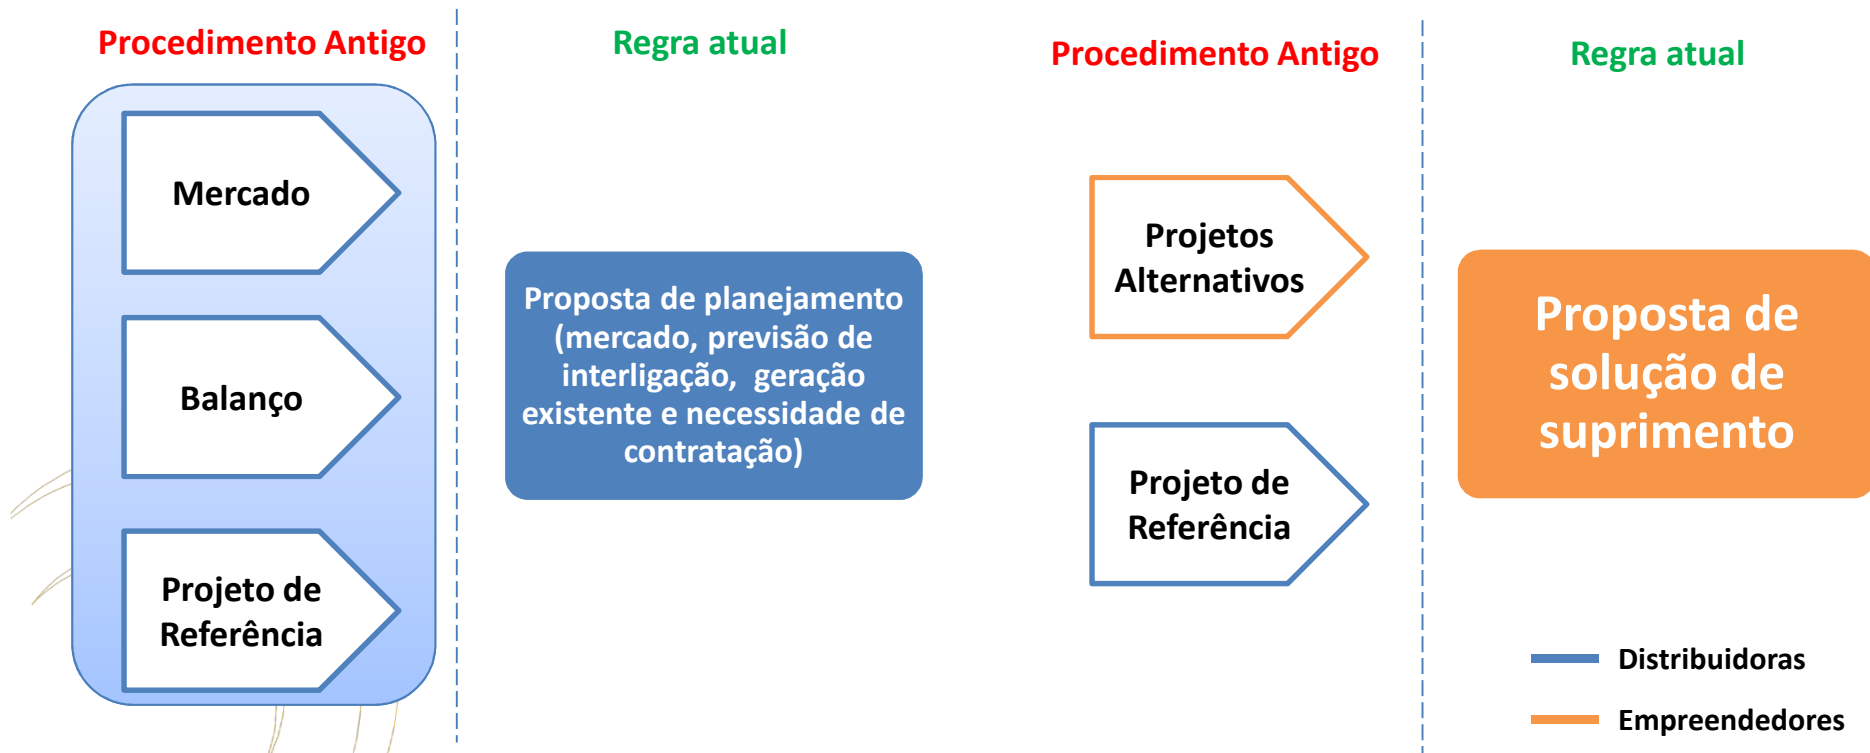 Procedimento Antigo
Regra atual
Mercado
Balanço
Projeto de
Referência
Proposta de planejamento
(mercado, previsão de
interligação,  geração
existente e necessidade de
contratação)
Procedimento Antigo
Regra atual
Projetos
Alternativos
Projeto de
Referência
Proposta de
solução de
suprimento
Distribuidoras
Empreendedores